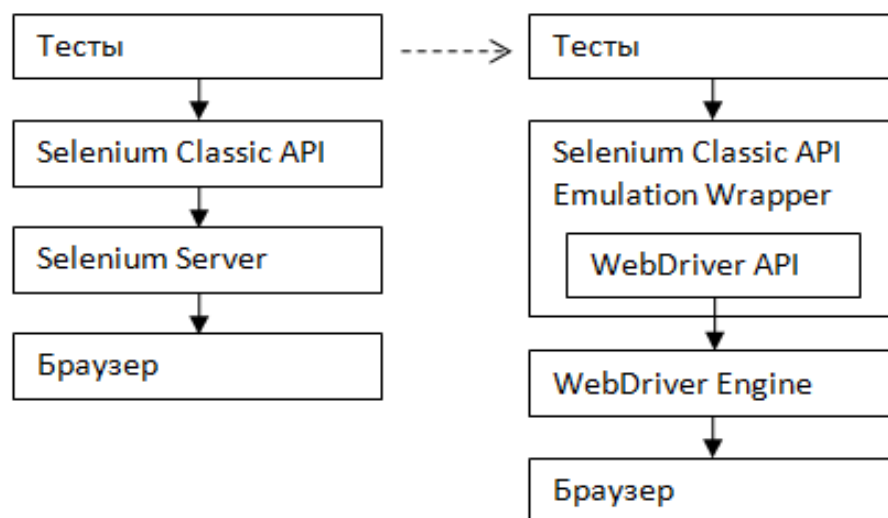 Тесты
Selenium Classic API
Selenium Server
Браузер
Тесты
Selenium Classic API
Emulation Wrapper
WebDriver API
WebDriver Engine
Браузер